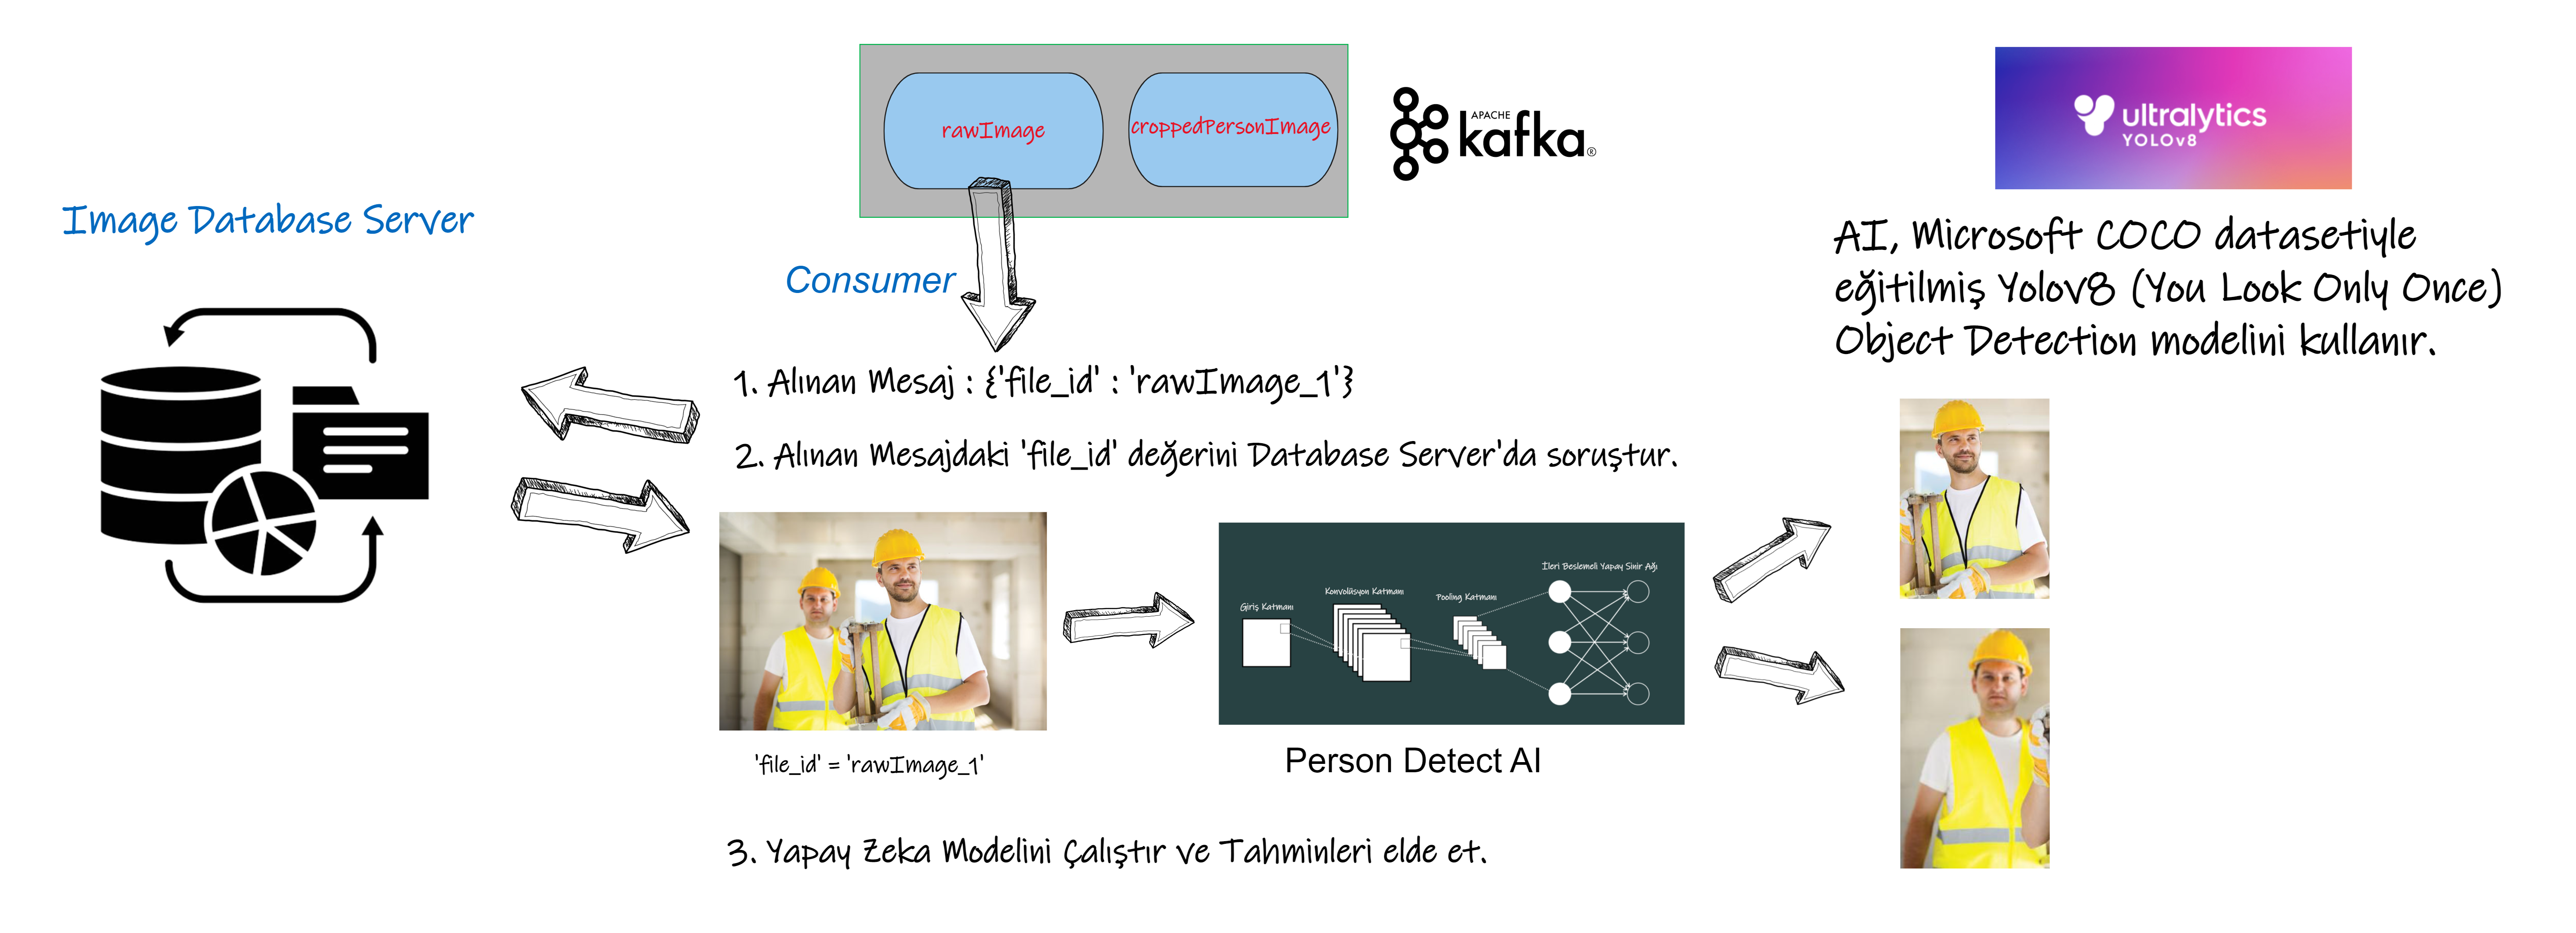 rawImage
croppedPersonImage
APACHE
kafka®
ultralytics
YOLOv8
Image Database Server
Consumer
AI, Microsoft COCO datasetiyle
eğitilmiş Yolov8 (You Look Only Once)
Object Detection modelini kullanır.
1. Alınan Mesaj : {'file_id' : 'rawImage_1'}
2. Alınan Mesajdaki 'file_id' değerini Database Server'da soruştur.
Giriş Katmanı
Konvolüsyon Katmanı
Pooling Katmanı
İleri Beslemeli Yapay Sinir Ağı
'file_id' = 'rawImage_1'
Person Detect AI
3. Yapay Zeka Modelini Çalıştır ve Tahminleri elde et.